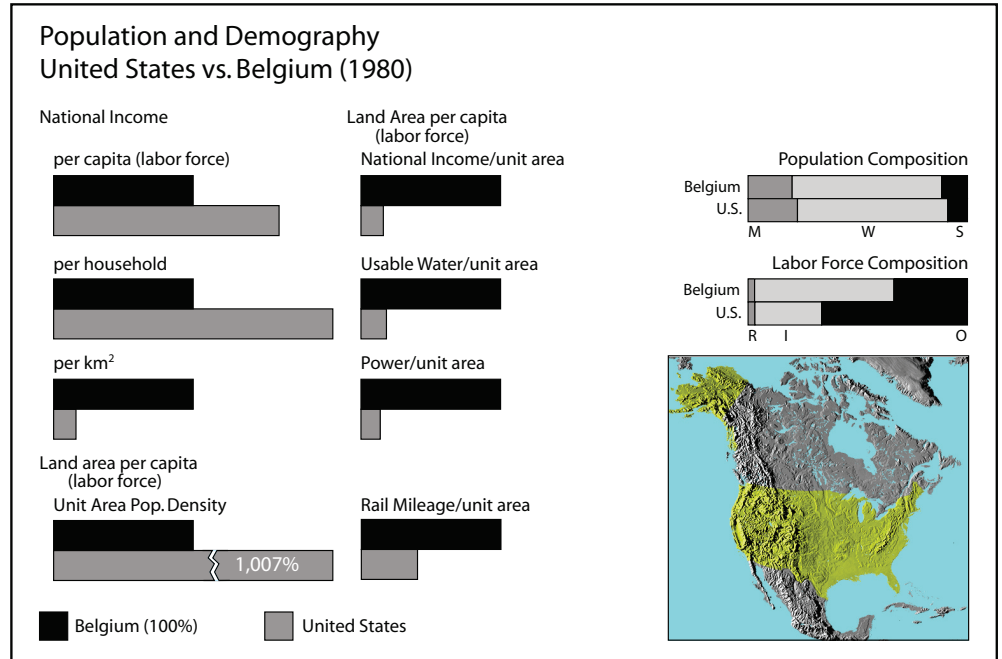 Population and Demography
United States vs. Belgium (1980)
National Income
per capita (labor force)
per household
per km²
Land area per capita
(labor force)
Unit Area Pop. Density
1,007%
Land Area per capita
(labor force)
National Income/unit area
Usable Water/unit area
Power/unit area
Rail Mileage/unit area
Population Composition
Belgium
U.S.
M W S
Labor Force Composition
Belgium
U.S.
R I O
Belgium (100%)
United States